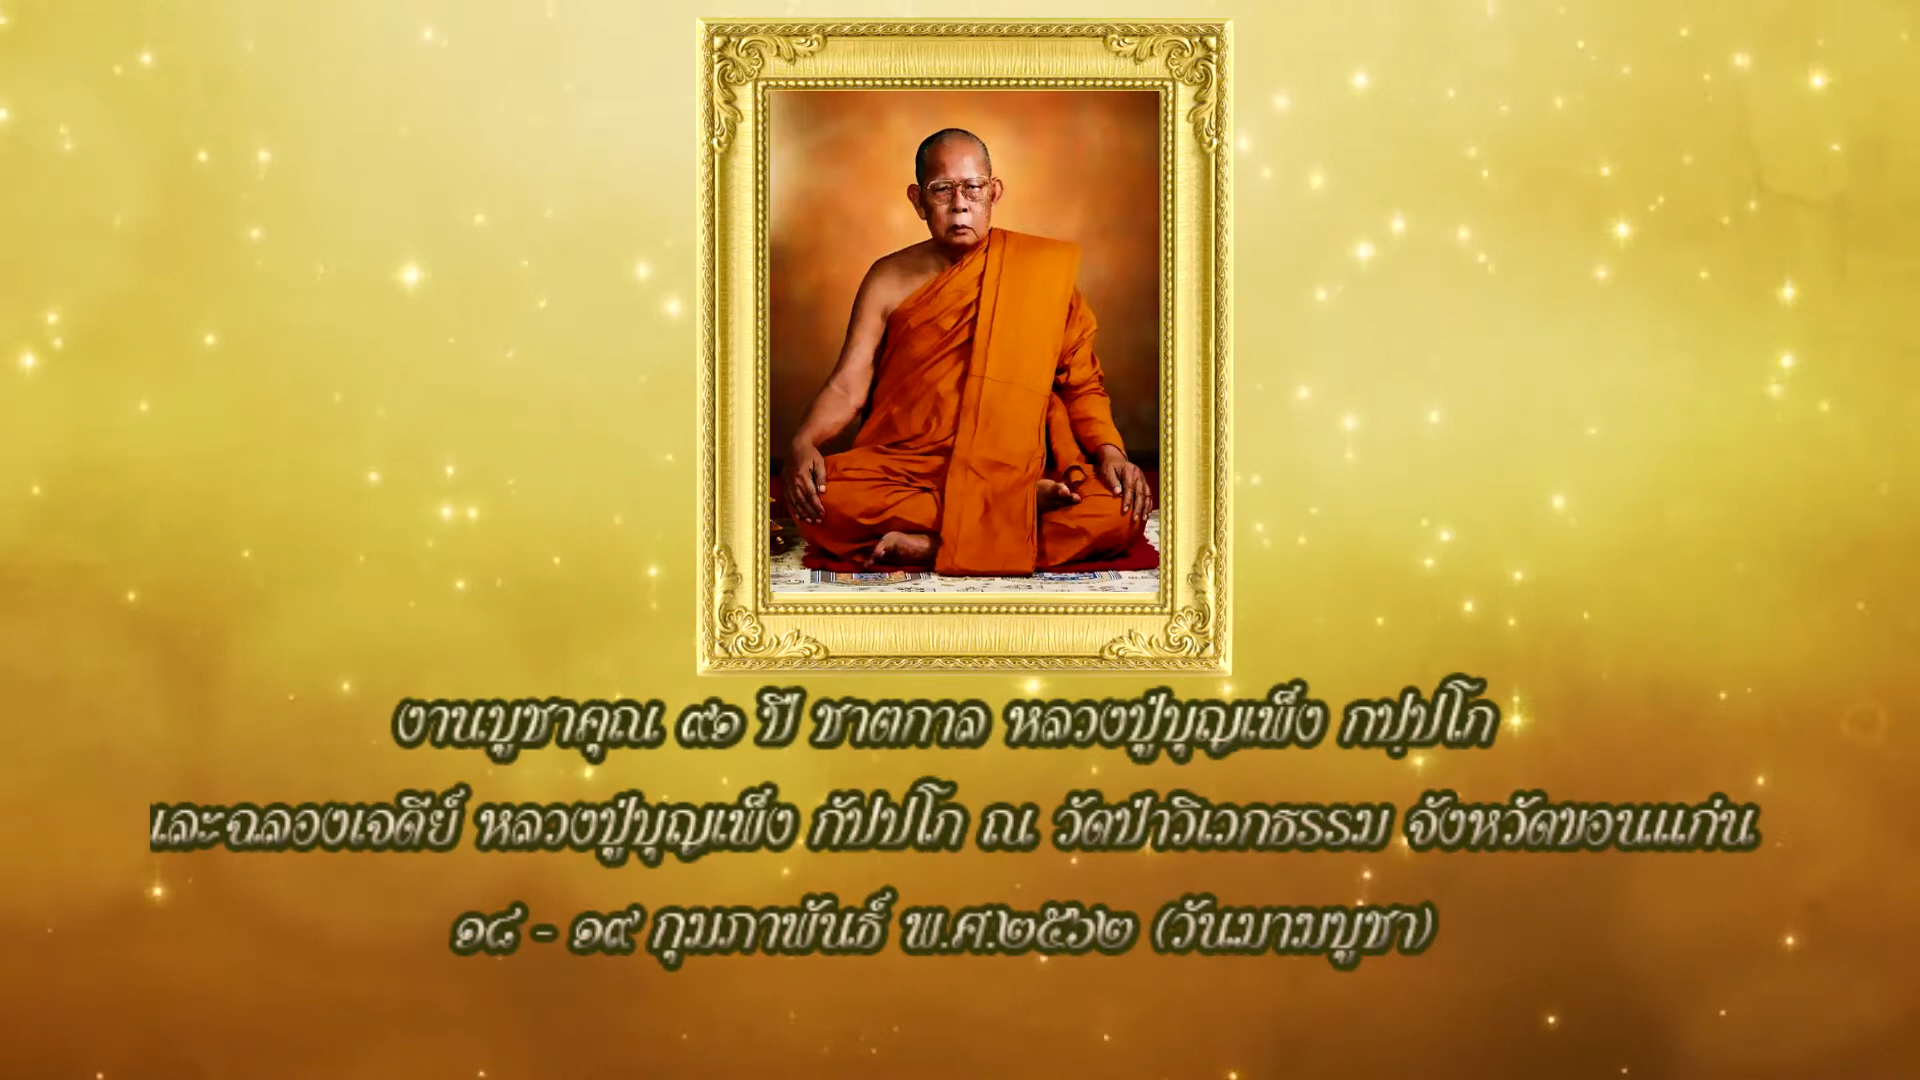 งานบูชาคุณ ๙๑ ปี ชาตกาล หลวงปู่บุญเพ็ง กปฺปโก
และฉลองเจดีย์ หลวงปู่บุญเพ็ง กัปปโก ณ วัดป่าวิเวกธรรม จังหวัดขอนแก่น
๑๘ - ๑๙ กุมภาพันธ์ พ.ศ.๒๕๖๒ (วันมาฆบูชา)